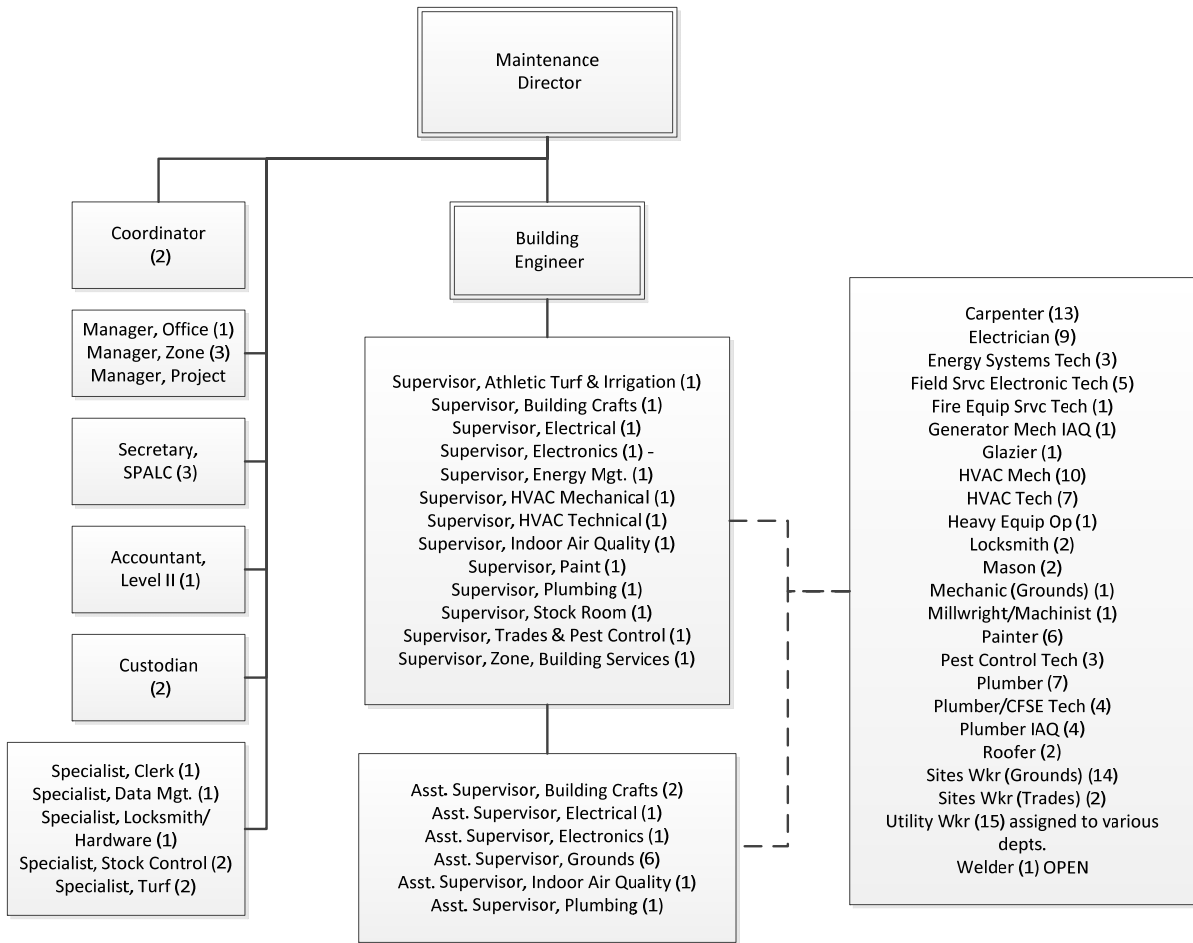 Maintenance
Director
Coordinator
(2)
Building
Engineer
Manager, Office (1)
Manager, Zone (3)
Manager, Project
Secretary,
SPALC (3)
Accountant,
Level II (1)
Custodian
(2)
Specialist, Clerk (1)
Specialist, Data Mgt. (1)
Specialist, Locksmith/
Hardware (1)
Specialist, Stock Control (2)
Specialist, Turf (2)
Supervisor, Athletic Turf & Irrigation (1)
Supervisor, Building Crafts (1)
Supervisor, Electrical (1)
Supervisor, Electronics (1) -
Supervisor, Energy Mgt. (1)
Supervisor, HVAC Mechanical (1)
Supervisor, HVAC Technical (1)
Supervisor, Indoor Air Quality (1)
Supervisor, Paint (1)
Supervisor, Plumbing (1)
Supervisor, Stock Room (1)
Supervisor, Trades & Pest Control (1)
Supervisor, Zone, Building Services (1)
Asst. Supervisor, Building Crafts (2)
Asst. Supervisor, Electrical (1)
Asst. Supervisor, Electronics (1)
Asst. Supervisor, Grounds (6)
Asst. Supervisor, Indoor Air Quality (1)
Asst. Supervisor, Plumbing (1)
Carpenter (13)
Electrician (9)
Energy Systems Tech (3)
Field Srvc Electronic Tech (5)
Fire Equip Srvc Tech (1)
Generator Mech IAQ (1)
Glazier (1)
HVAC Mech (10)
HVAC Tech (7)
Heavy Equip Op (1)
Locksmith (2)
Mason (2)
Mechanic (Grounds) (1)
Millwright/Machinist (1)
Painter (6)
Pest Control Tech (3)
Plumber (7)
Plumber/CFSE Tech (4)
Plumber IAQ (4)
Roofer (2)
Sites Wkr (Grounds) (14)
Sites Wkr (Trades) (2)
Utility Wkr (15) assigned to various
depts.
Welder (1) OPEN